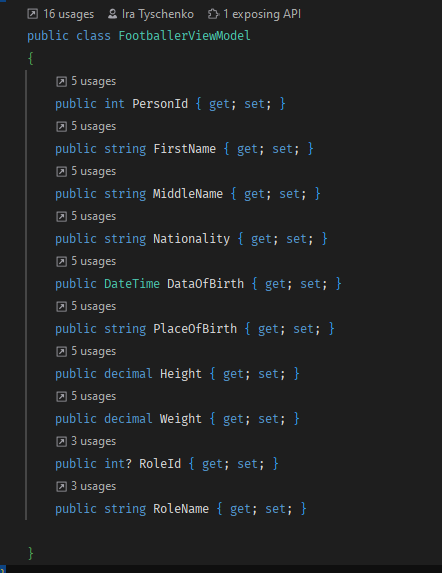 16 usages Ira Tyschenko 1 exposing API
public class FootballerViewModel
{
5 usages
public int PersonId { get; set; }
5 usages
public string FirstName { get; set; }
5 usages
public string MiddleName { get; set; }
5 usages
public string Nationality { get; set; }
5 usages
public DateTime DataOfBirth { get; set; }
5 usages
public string PlaceOfBirth { get; set; }
5 usages
public decimal Height { get; set; }
5 usages
public decimal Weight { get; set; }
3 usages
public int? RoleId { get; set; }
3 usages
public string RoleName { get; set; }
}